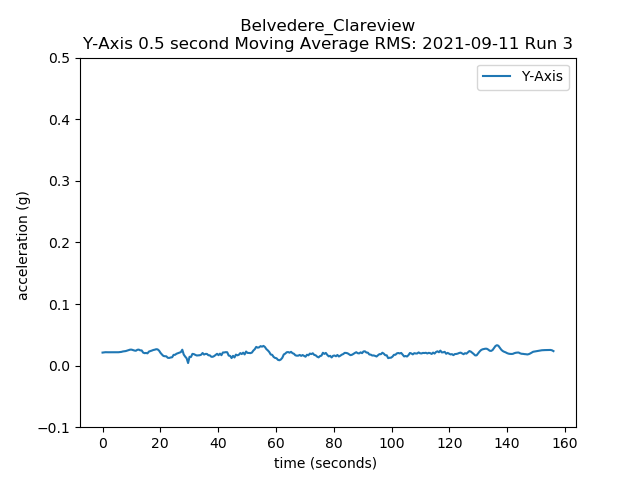 Belvedere_Clareview
Y-Axis 0.5 second Moving Average RMS: 2021-09-11 Run 3
Y-Axis
acceleration (g)
0.5
0.4
0.3
0.2
0.1
0.0
−0.1
0 20 40 60 80 100 120 140 160
time (seconds)